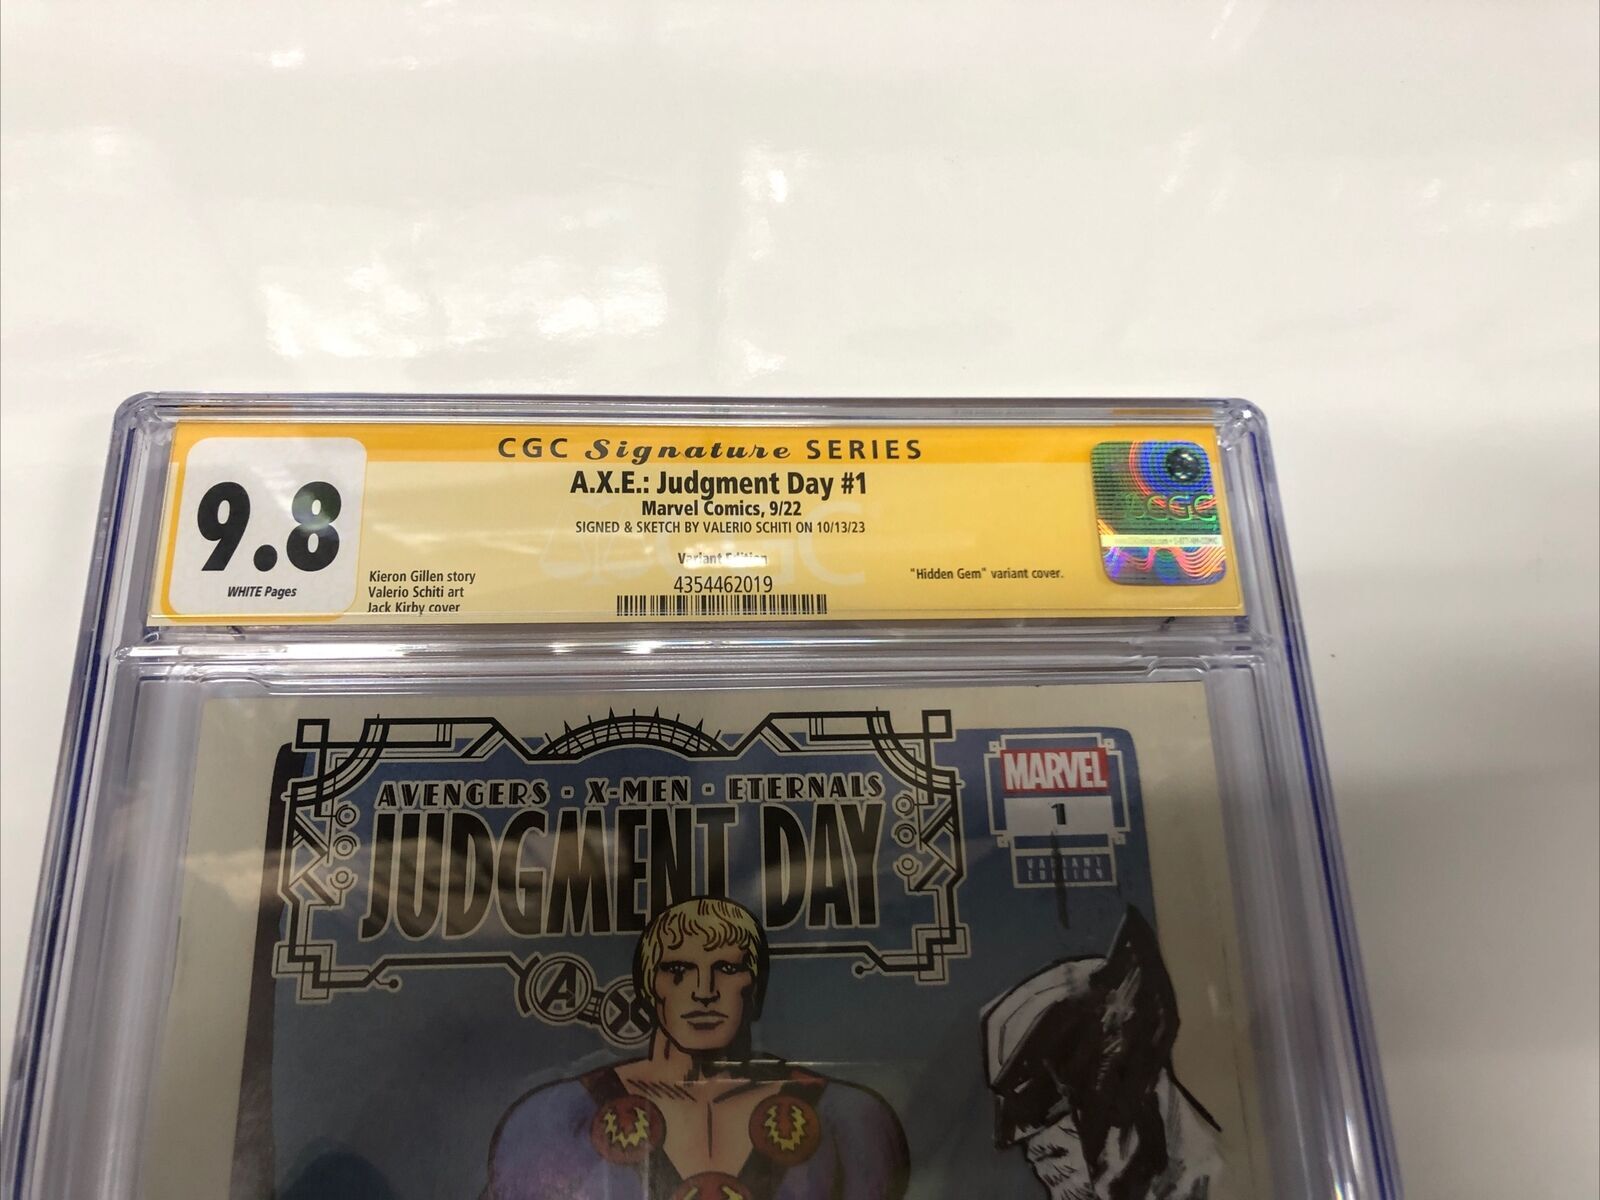 CGC Signature SERIES
A.X.E.: Judgment Day #1
Marvel Comics, 9/22
SIGNED & SKETCH BY VALERIO SCHITI ON 10/13/23
Variant Edition
4354462019
9.8
WHITE Pages
Kieron Gillen story
Valerio Schiti art
Jack Kirby cover
"Hidden Gem" variant cover.
CGC
AVENGERS · X-MEN · ETERNALS
JUDGMENT DAY
A X
MARVEL
1
VARIANT
EDITION